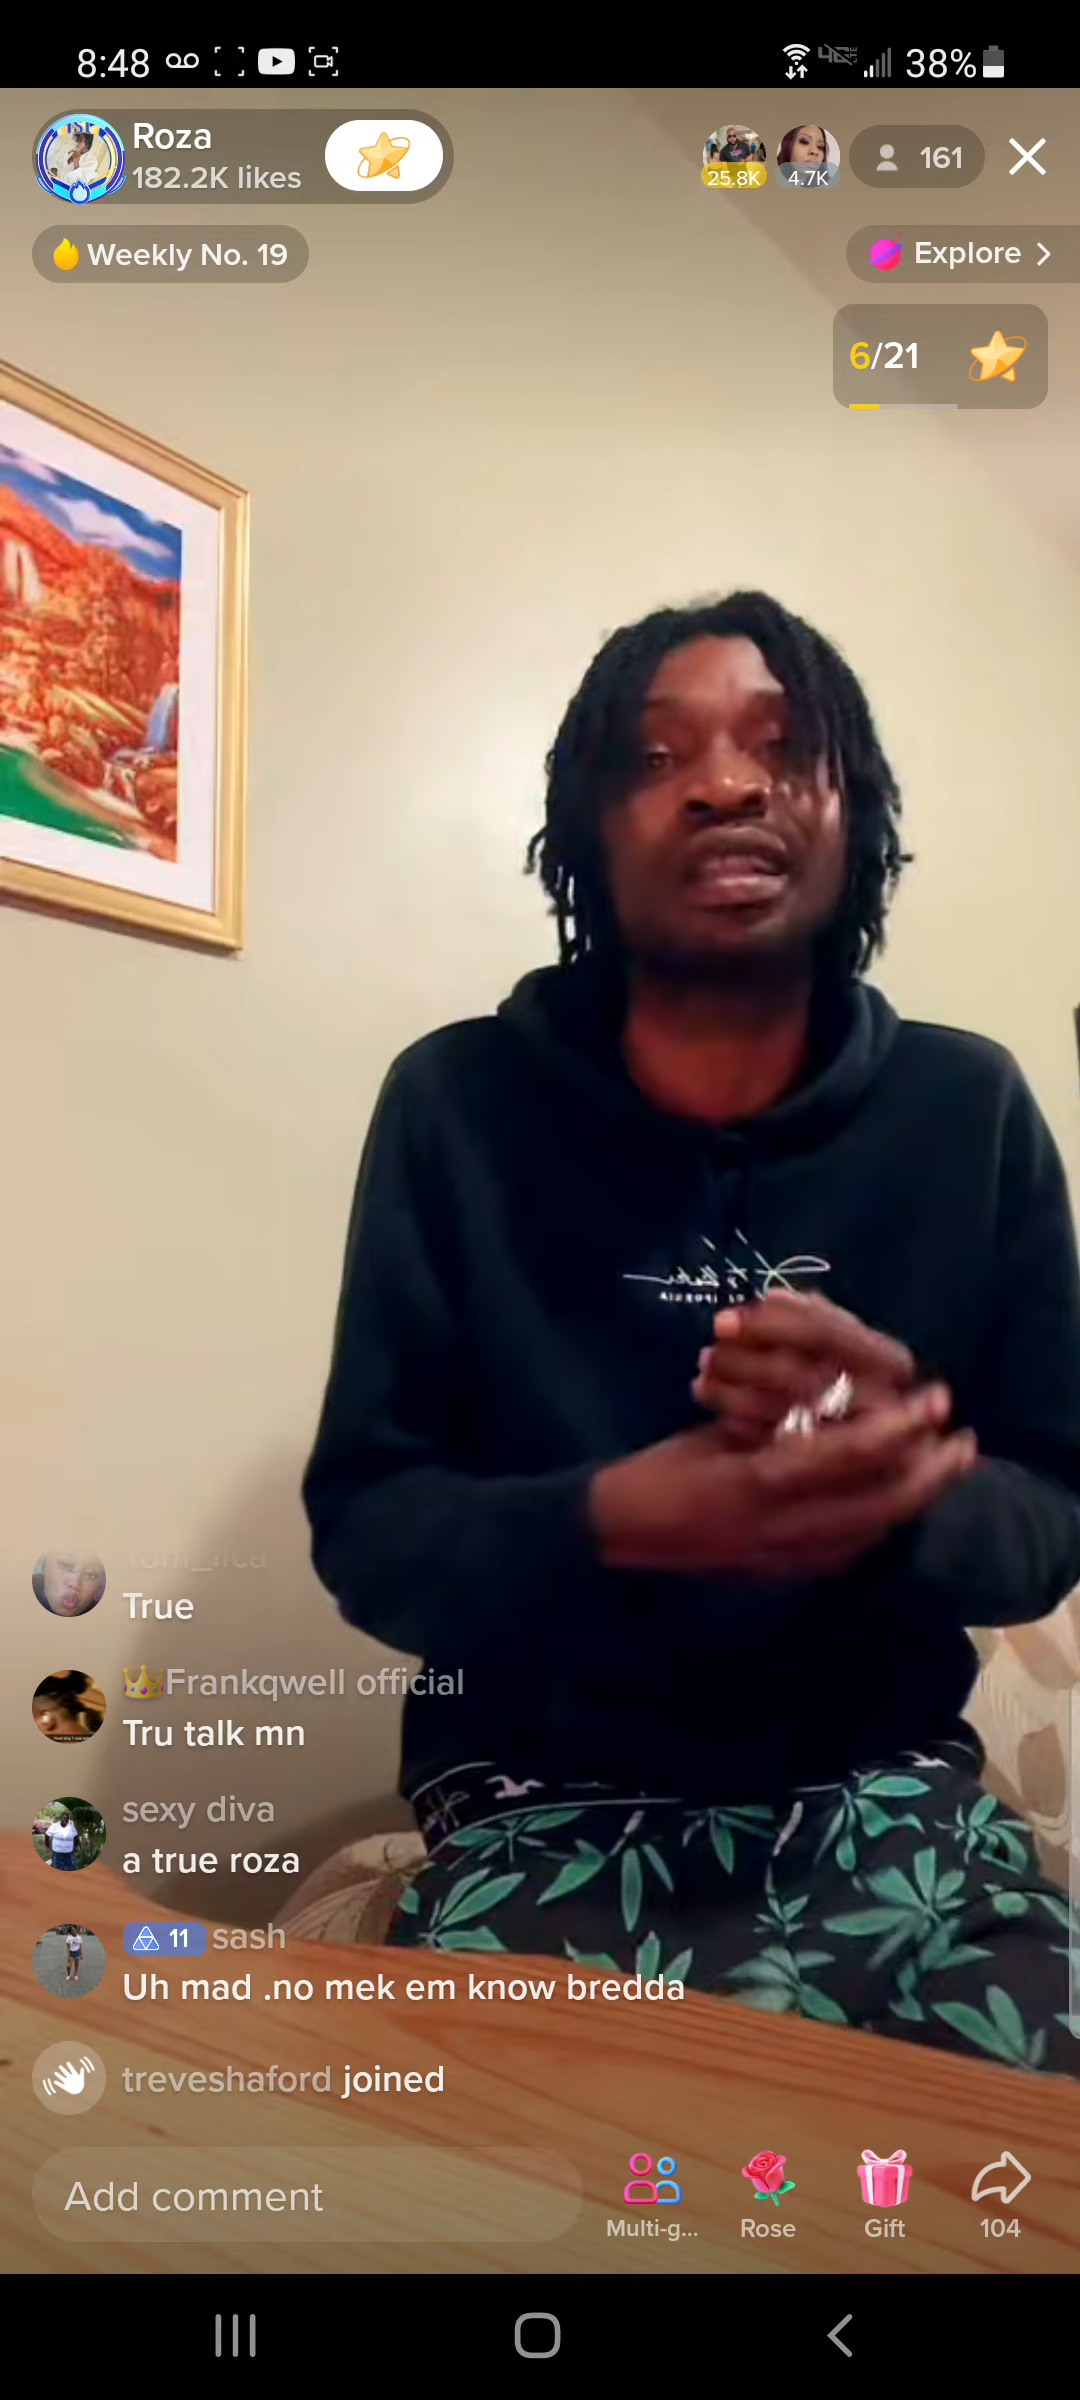 8:48
38%
Roza
182.2K likes
25.8K
4.7K
161
Weekly No. 19
Explore
6/21
True
Frankqwell official
Tru talk mn
sexy diva
a true roza
11 sash
Uh mad .no mek em know bredda
treveshaford joined
Add comment
Multi-g...
Rose
Gift
104